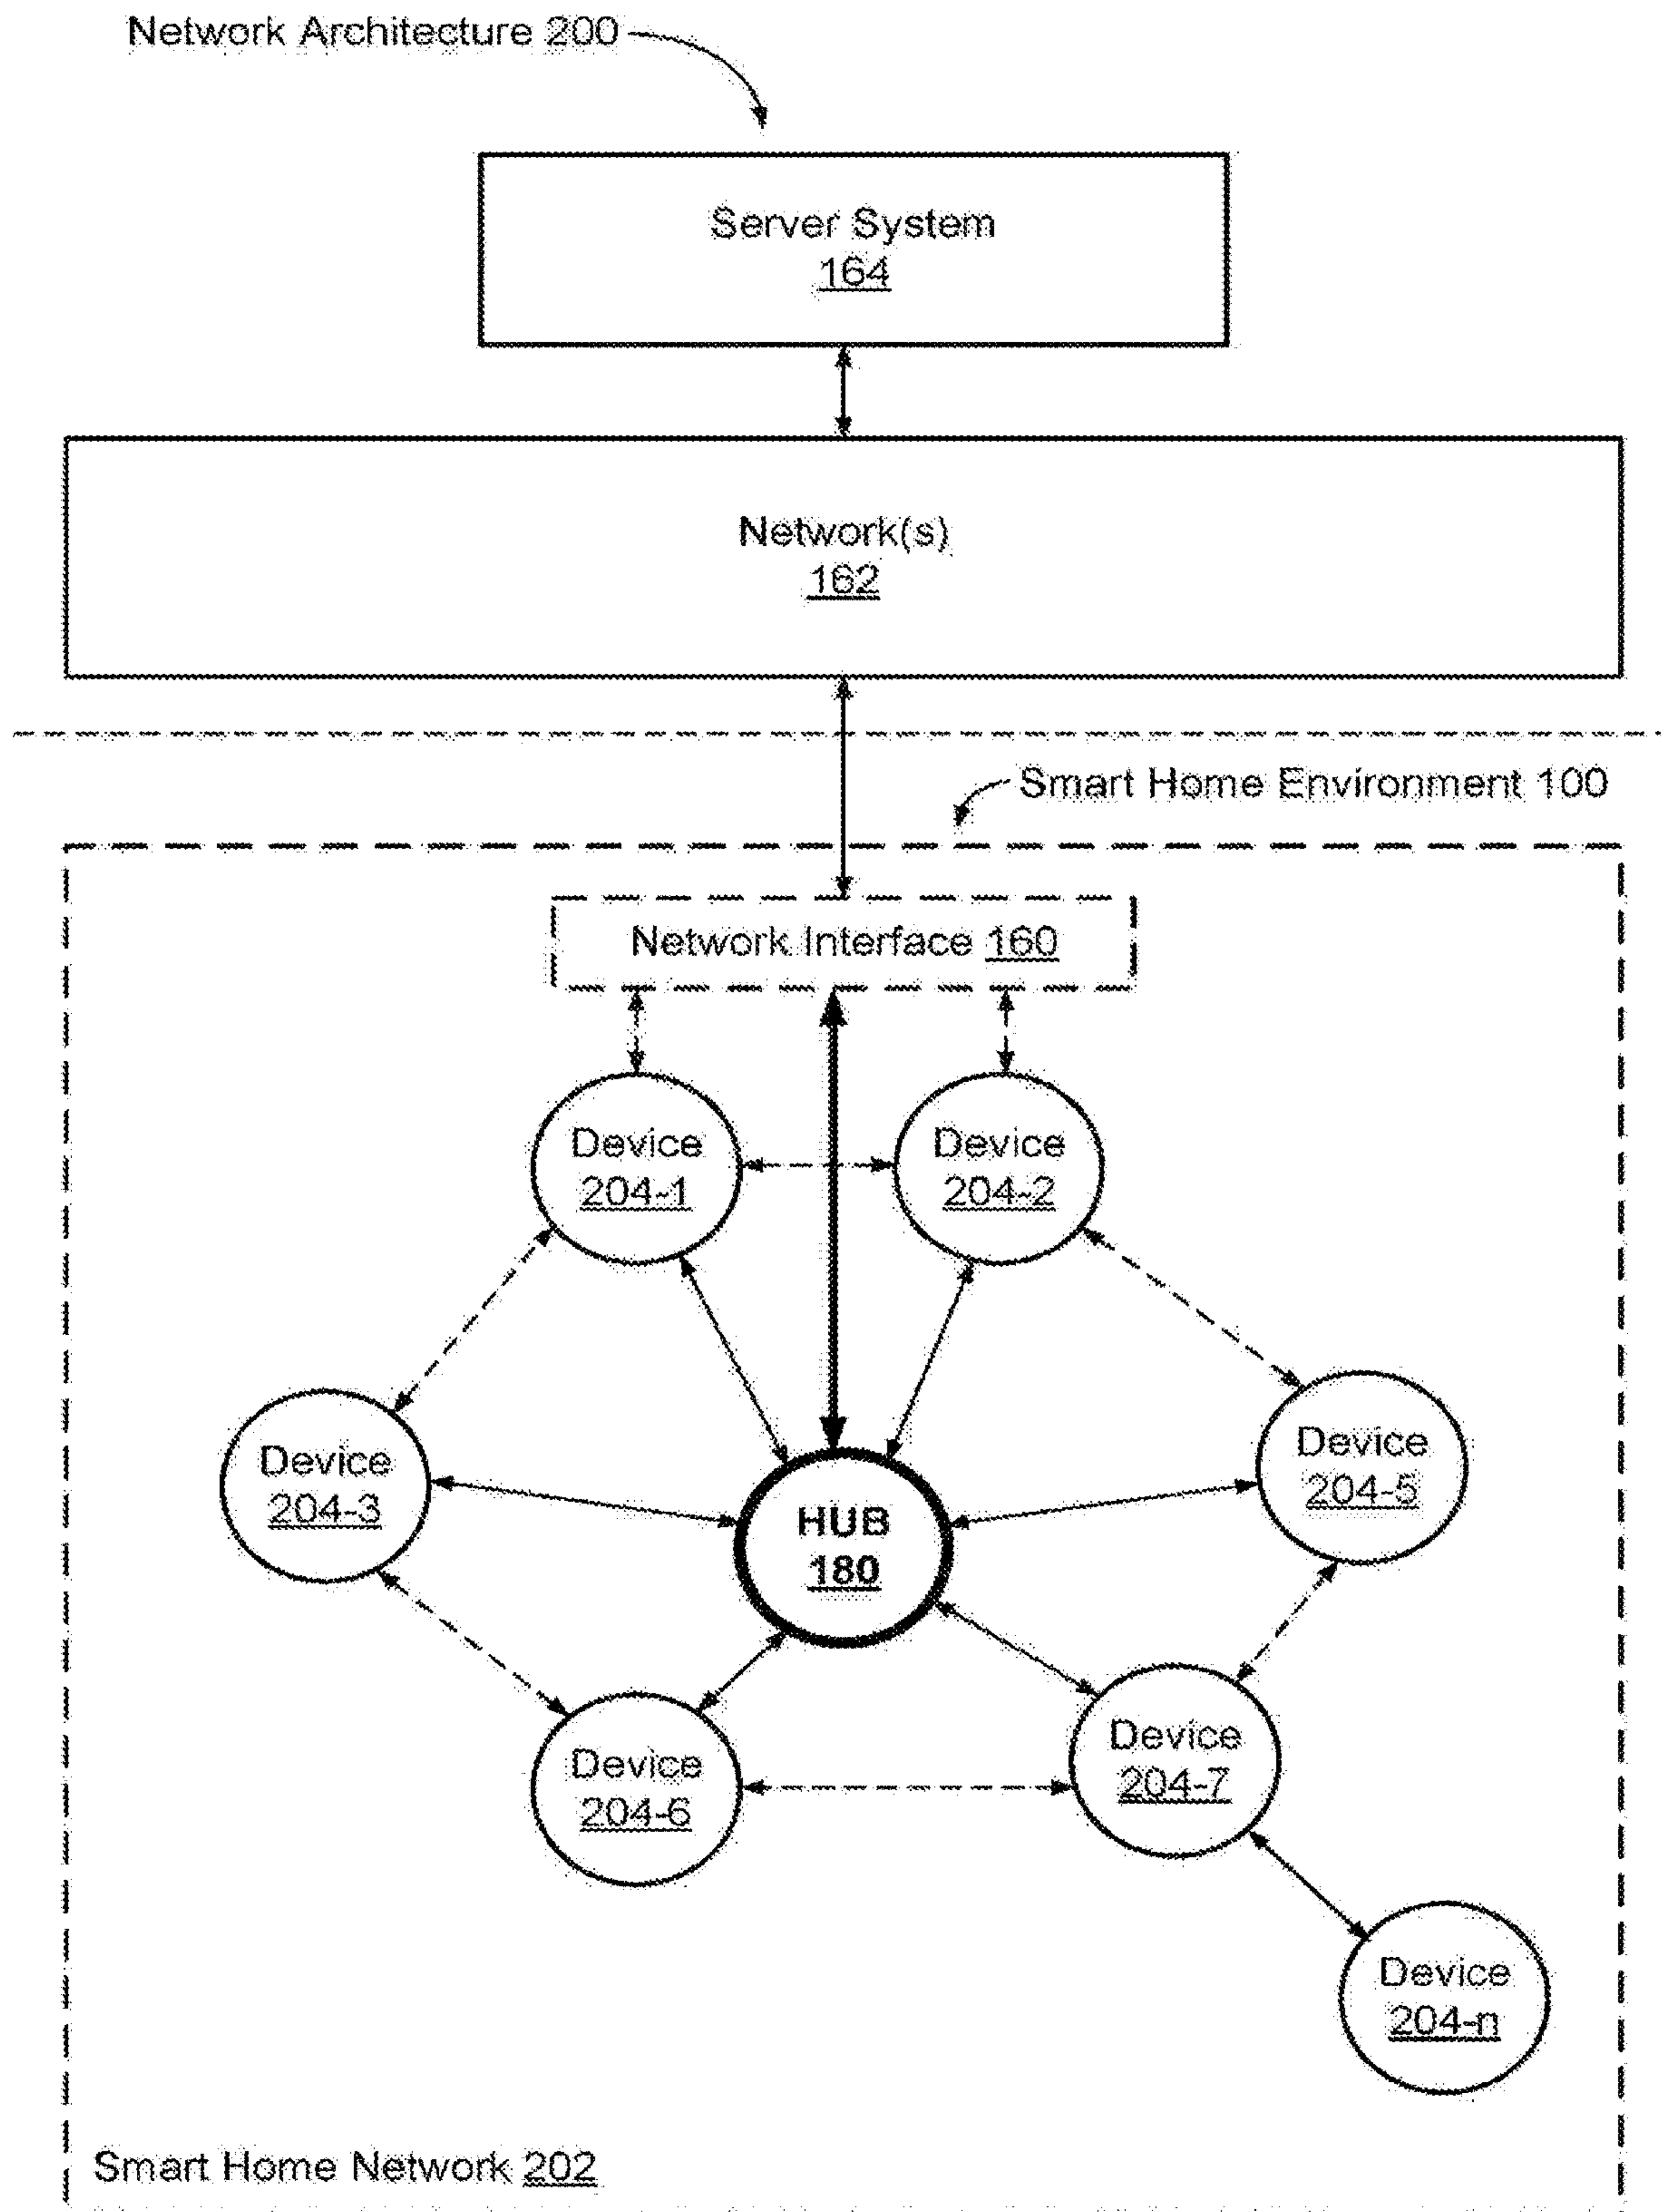 Network Architecture 200
Server System
164
Network(s)
162
Smart Home Environment 100
Network Interface 160
Device
204-1
Device
204-2
Device
204-3
Device
204-5
HUB
180
Device
204-6
Device
204-7
Device
204-n
Smart Home Network 202